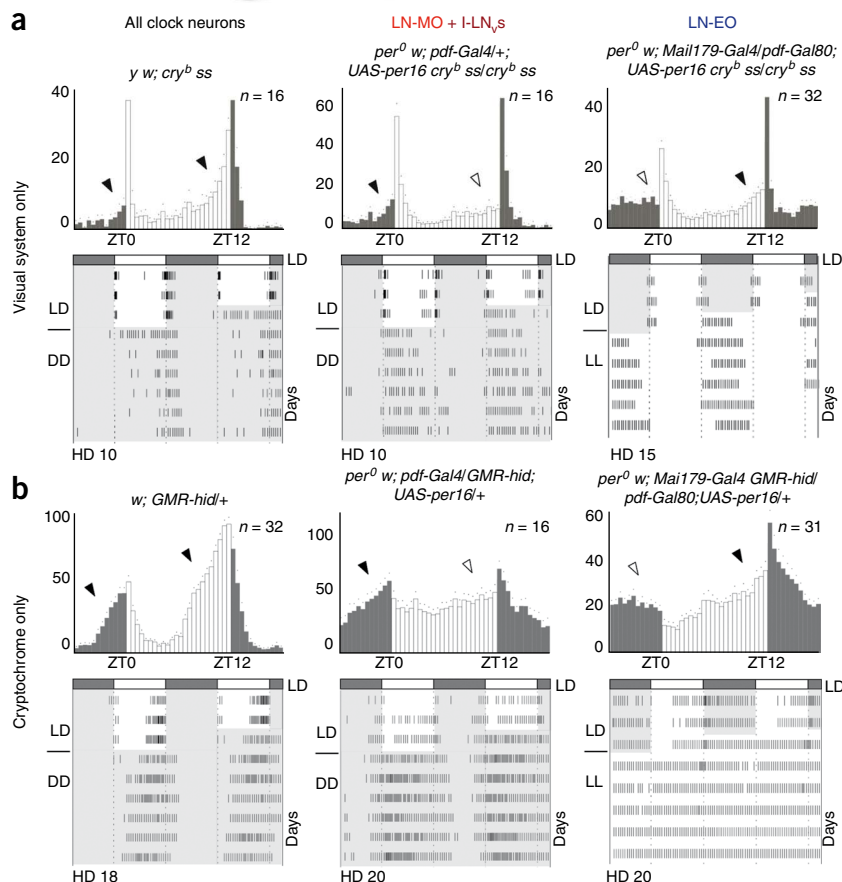 a
All clock neurons
LN-MO + l-LNvs
LN-EO
y w; cryb ss
per0 w; pdf-Gal4/+;
UAS-per16 cryb ss/cryb ss
per0 w; Mail179-Gal4/pdf-Gal80;
UAS-per16 cryb ss/cryb ss
Visual system only
40
20
0
n = 16
ZT0
ZT12
60
40
20
0
n = 16
ZT0
ZT12
40
20
0
n = 32
ZT0
ZT12
LD
LD
DD
Days
HD 10
LD
LD
DD
Days
HD 10
LD
LD
LL
Days
HD 15
b
w; GMR-hid/+
per0 w; pdf-Gal4/GMR-hid;
UAS-per16/+
per0 w; Mai179-Gal4 GMR-hid/
pdf-Gal80;UAS-per16/+
Cryptochrome only
100
50
0
n = 32
ZT0
ZT12
100
50
0
n = 16
ZT0
ZT12
60
40
20
0
n = 31
ZT0
ZT12
LD
LD
DD
Days
HD 18
LD
LD
DD
Days
HD 20
LD
LD
LL
Days
HD 20